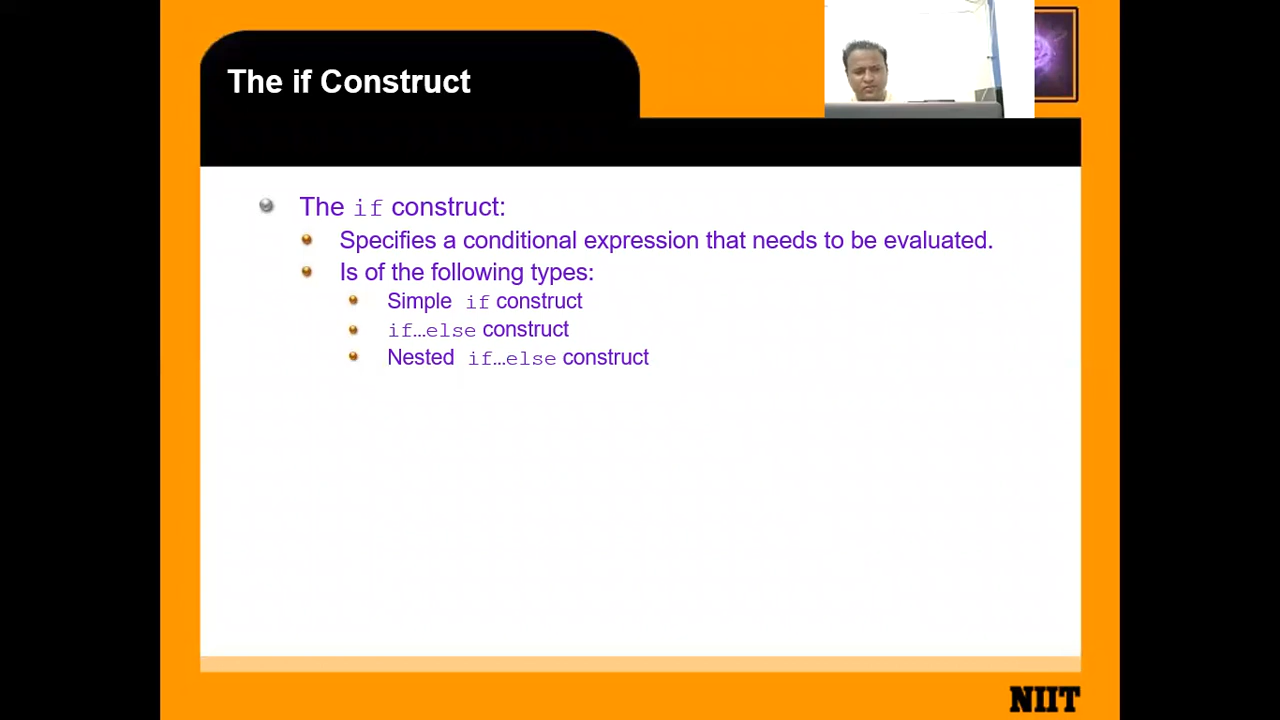 The if Construct
The if construct:
Specifies a conditional expression that needs to be evaluated.
Is of the following types:
Simple if construct
if…else construct
Nested if…else construct
NIIT